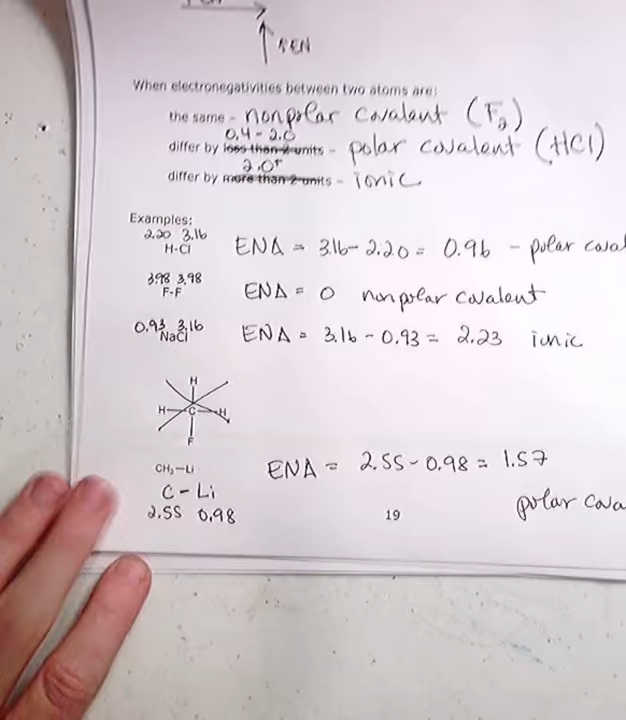 ↑EN
When electronegativities between two atoms are:
the same - nonpolar covalent (F₂)
0.4 - 2.0
differ by less than 2 units - polar covalent (HCl)
2.0+
differ by more than 2 units - ionic
Examples:
2.20 3.16
H-Cl ENΔ = 3.16 - 2.20 = 0.96 - polar coval
3.98 3.98
F-F ENΔ = 0 nonpolar covalent
0.93 3.16
NaCl ENΔ = 3.16 - 0.93 = 2.23 ionic
H
H-C-H
F
CH₃-Li ENΔ = 2.55 - 0.98 = 1.57
C - Li polar cova
2.55 0.98
19